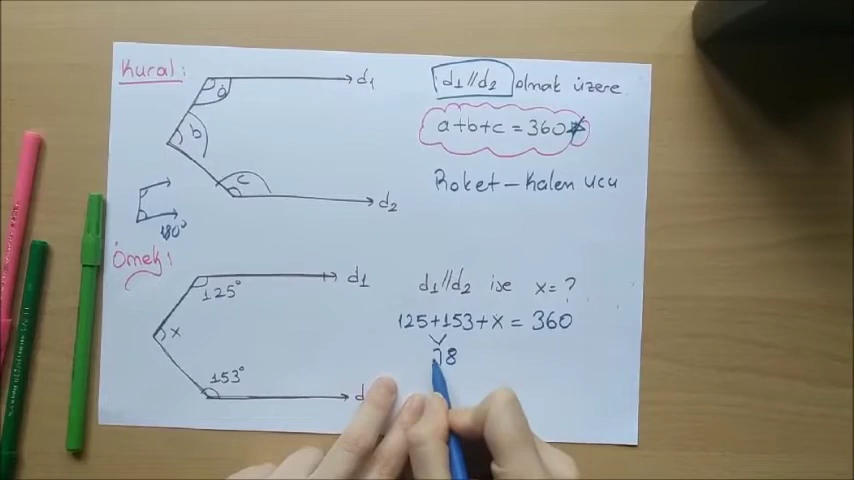 Kural:
d1
a
b
c
d2
180°
d1//d2 olmak üzere
a+b+c = 360
Roket - Kalem ucu
Örnek:
d1
125°
x
153°
d
d1//d2 ise x = ?
125+153+x = 360
78